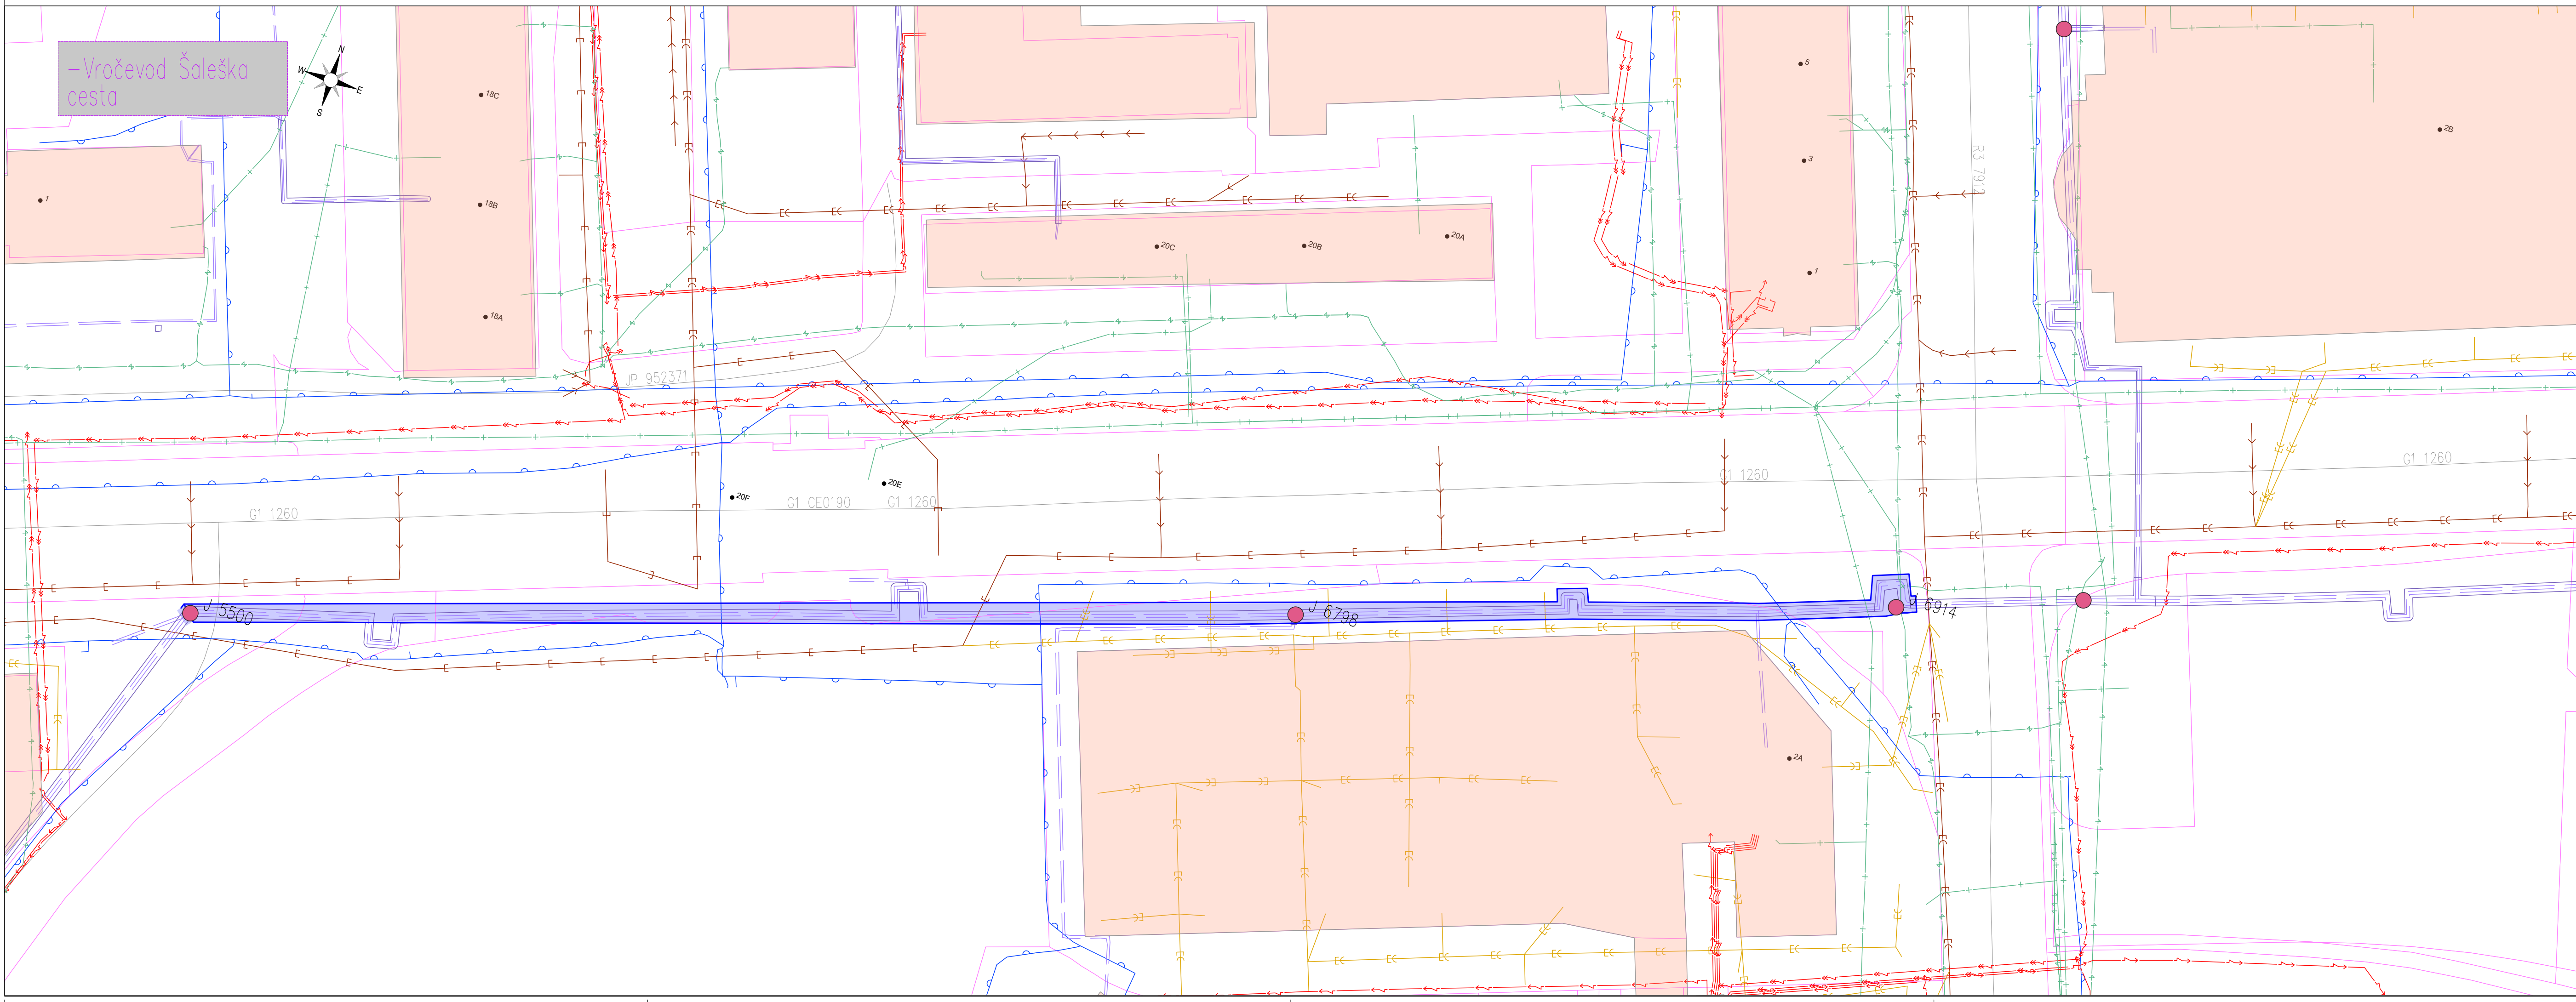 –Vročevod Šaleška
cesta
N
W
E
S
18C
5
2B
1
18B
3
R3 7912
20C
20B
20A
1
18A
JP 952371
20E
20F
G1 CE0190
G1 1260
G1 1260
G1 1260
G1 1260
J 5500
J 6798
J 6914
2A